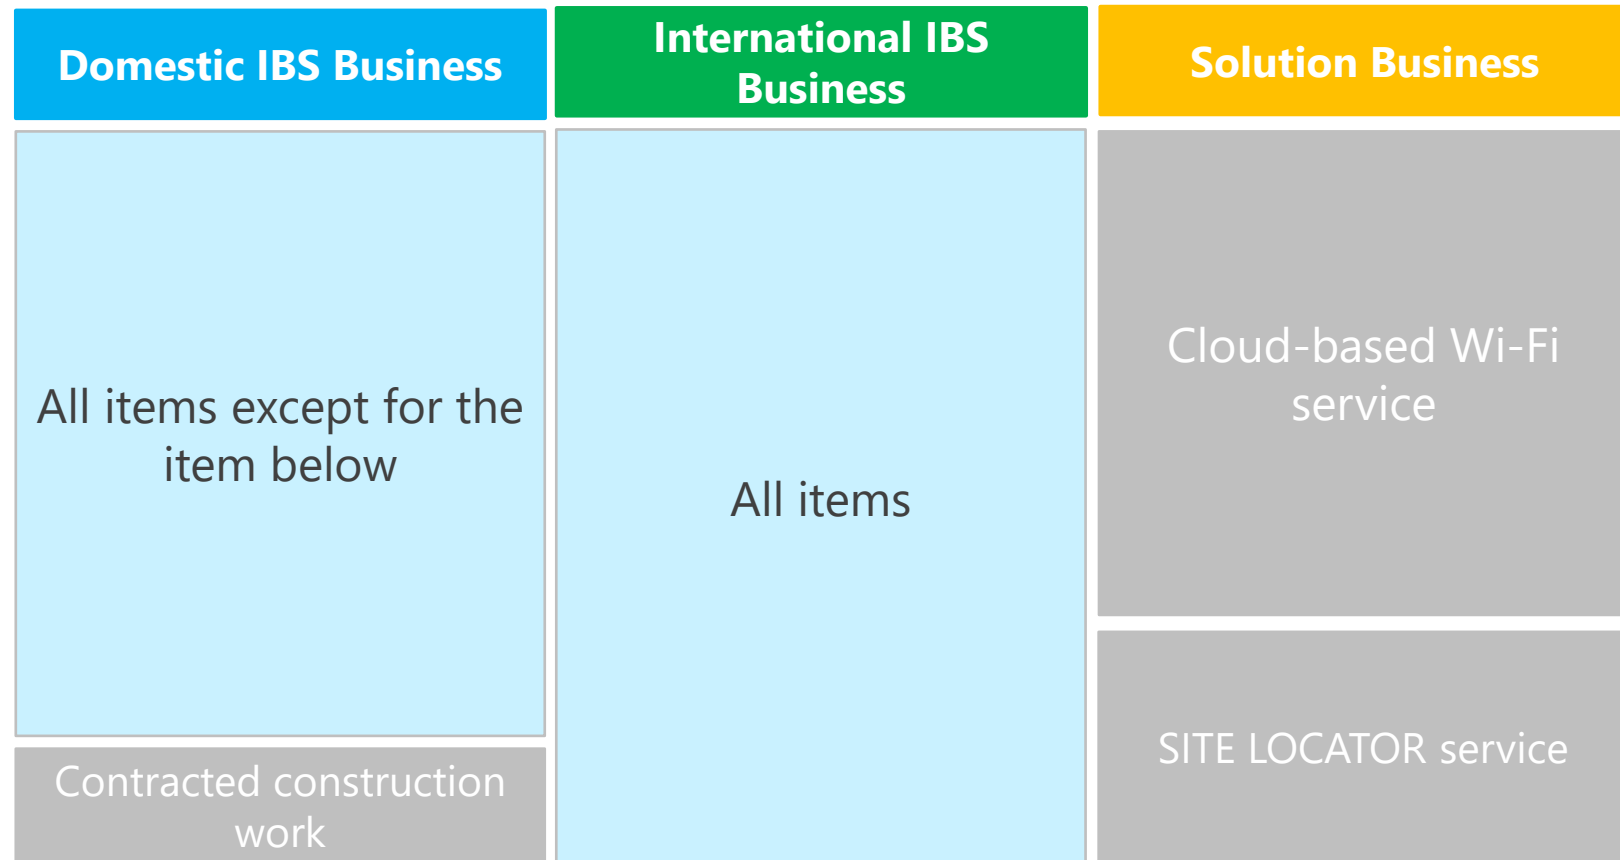 Domestic IBS Business
International IBS
Business
Solution Business
All items except for the
item below
Contracted construction
work
All items
Cloud-based Wi-Fi
service
SITE LOCATOR service